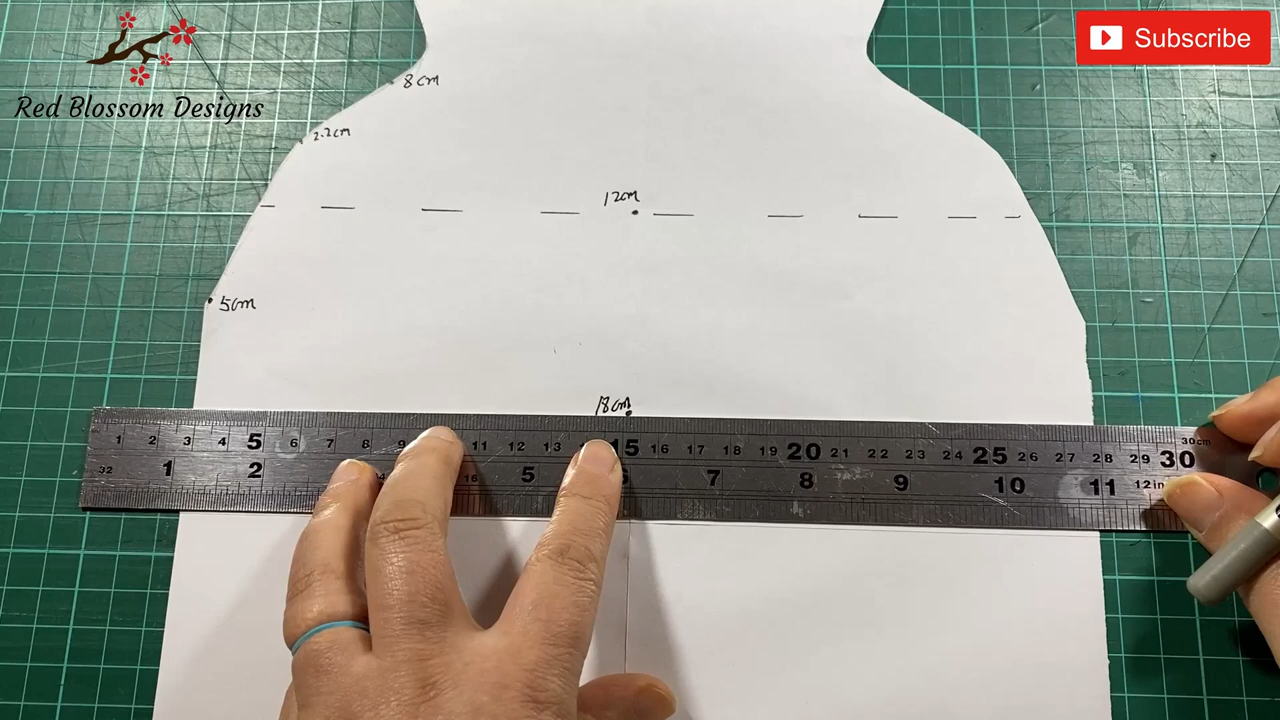 Subscribe
Red Blossom Designs
8cm
2.2cm
12cm
5cm
18cm
1 2 3 4 5 6 7 8 9 11 12 13 15 16 17 18 19 20 21 22 23 24 25 26 27 28 29 30
30cm
32 1 2 16 5 7 8 9 10 11 12in